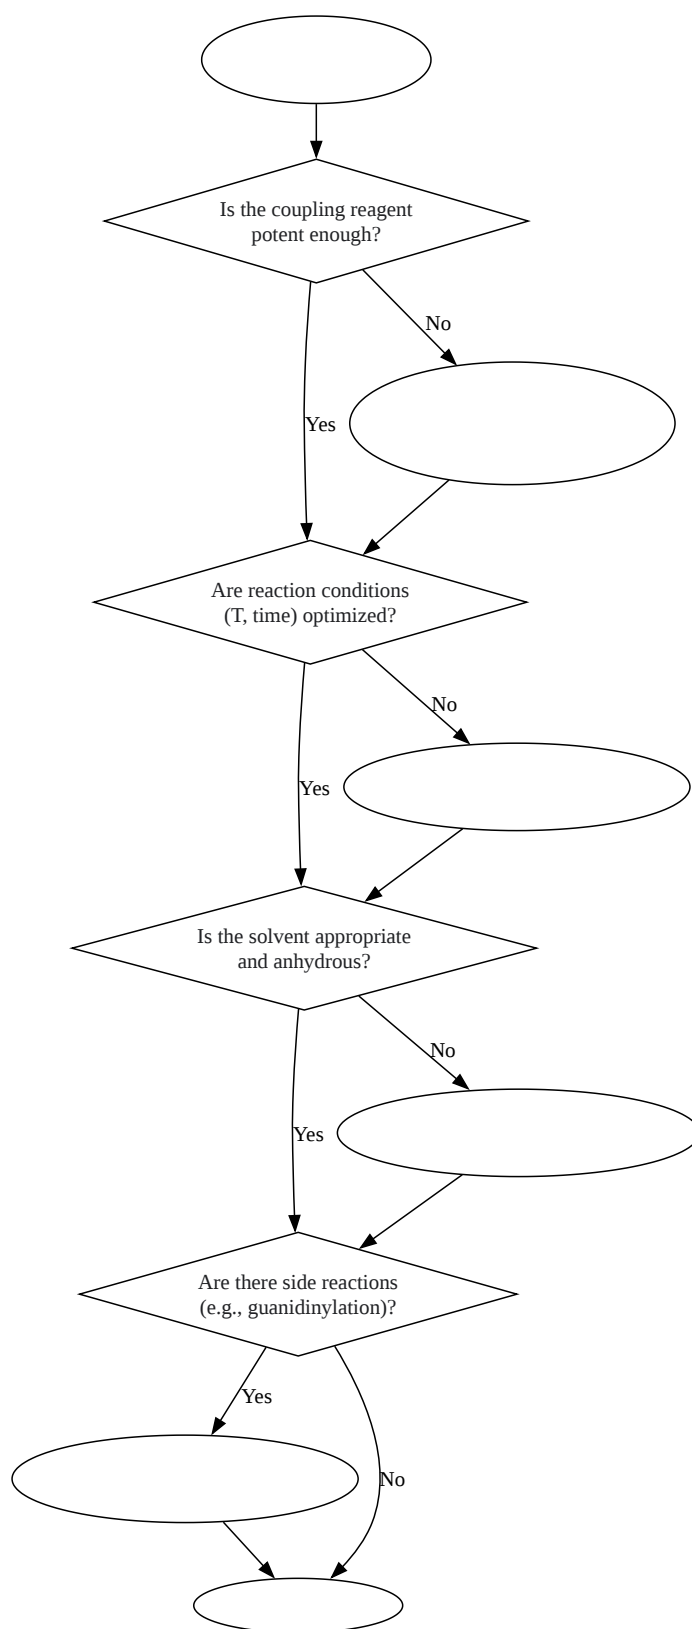 Is the coupling reagent
potent enough?
No
Yes
Are reaction conditions
(T, time) optimized?
No
Yes
Is the solvent appropriate
and anhydrous?
No
Yes
Are there side reactions
(e.g., guanidinylation)?
Yes
No